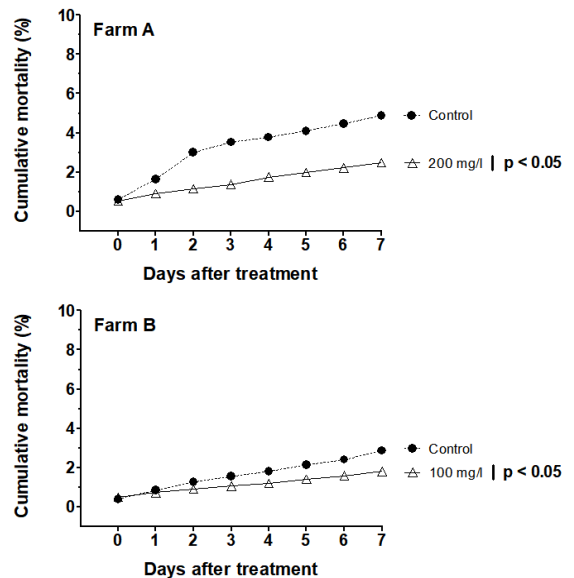 Farm A
Cumulative mortality (%)
10
8
6
4
2
0
0 1 2 3 4 5 6 7
Days after treatment
Control
200 mg/l | p < 0.05
Farm B
Cumulative mortality (%)
10
8
6
4
2
0
0 1 2 3 4 5 6 7
Days after treatment
Control
100 mg/l | p < 0.05